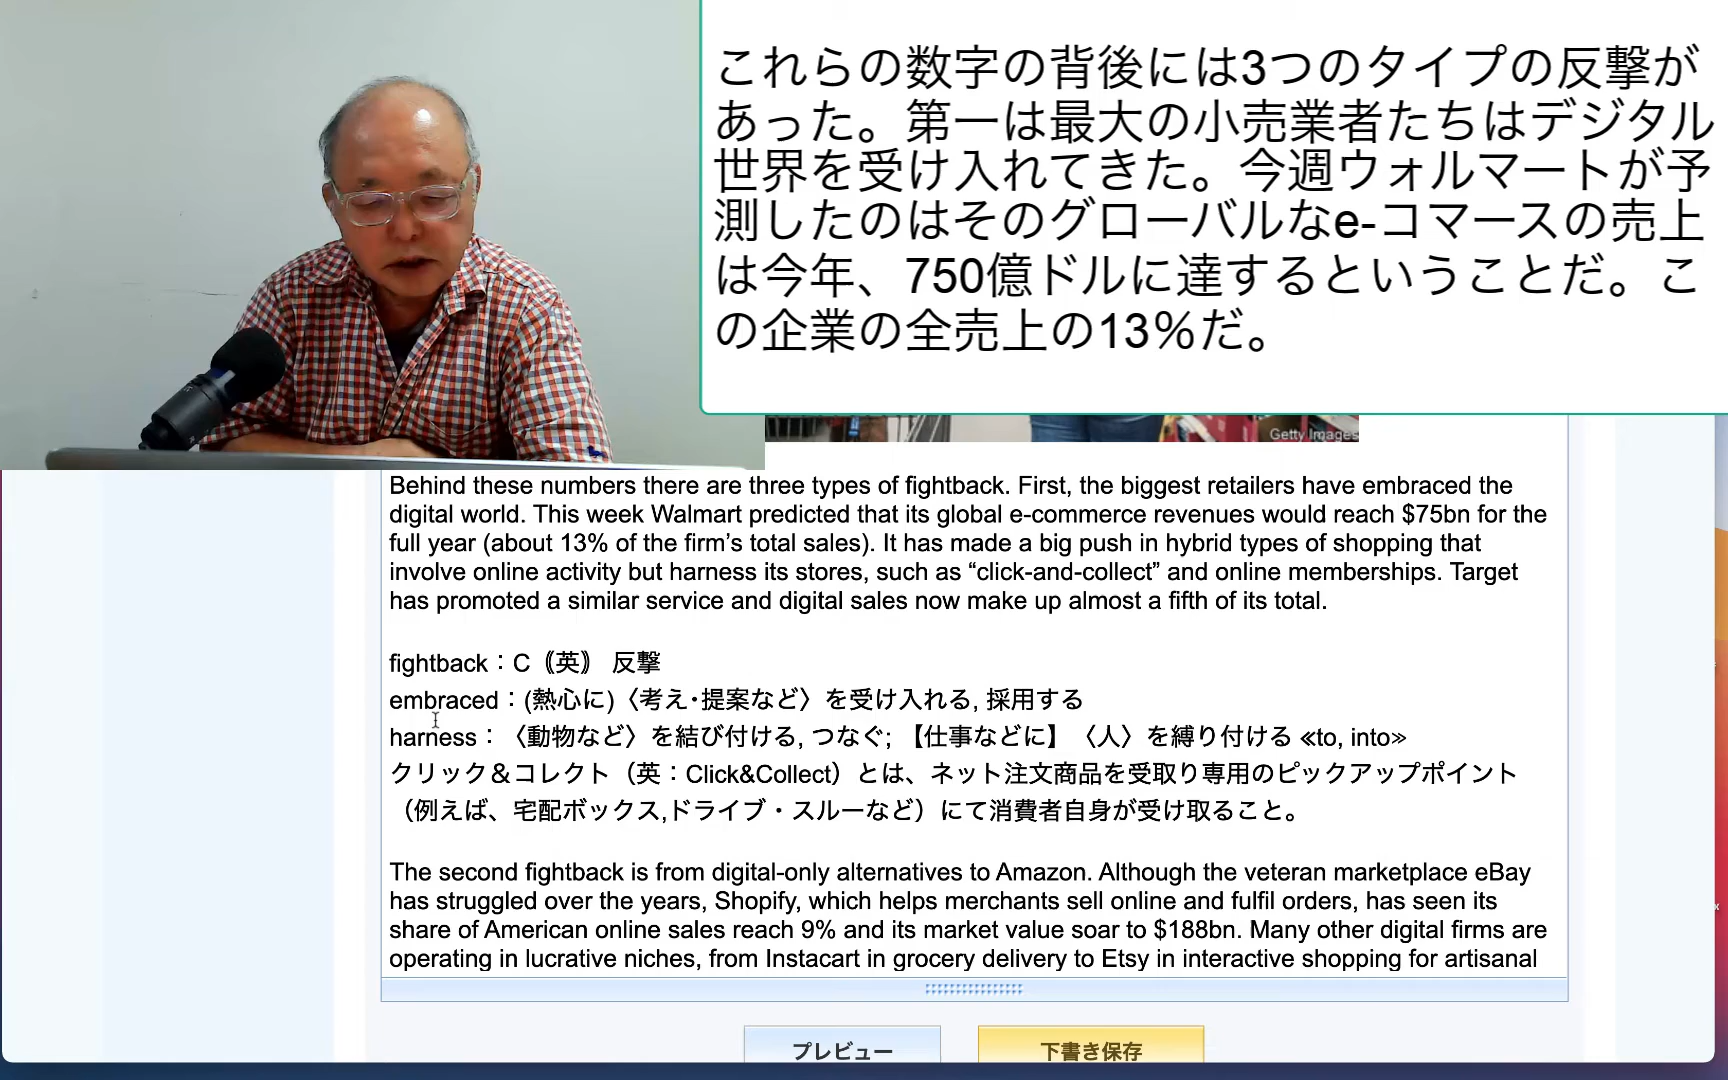 これらの数字の背後には3つのタイプの反撃が
あった。第一は最大の小売業者たちはデジタル
世界を受け入れてきた。今週ウォルマートが予
測したのはそのグローバルなe-コマースの売上
は今年、750億ドルに達するということだ。こ
の企業の全売上の13％だ。
Getty Images
Behind these numbers there are three types of fightback. First, the biggest retailers have embraced the
digital world. This week Walmart predicted that its global e-commerce revenues would reach $75bn for the
full year (about 13% of the firm’s total sales). It has made a big push in hybrid types of shopping that
involve online activity but harness its stores, such as “click-and-collect” and online memberships. Target
has promoted a similar service and digital sales now make up almost a fifth of its total.
fightback：C｟英｠ 反撃
embraced：(熱心に)〈考え･提案など〉を受け入れる, 採用する
harness：〈動物など〉を結び付ける, つなぐ; 【仕事などに】〈人〉を縛り付ける ≪to, into≫
クリック＆コレクト（英：Click&Collect）とは、ネット注文商品を受取り専用のピックアップポイント
（例えば、宅配ボックス,ドライブ・スルーなど）にて消費者自身が受け取ること。
The second fightback is from digital-only alternatives to Amazon. Although the veteran marketplace eBay
has struggled over the years, Shopify, which helps merchants sell online and fulfil orders, has seen its
share of American online sales reach 9% and its market value soar to $188bn. Many other digital firms are
operating in lucrative niches, from Instacart in grocery delivery to Etsy in interactive shopping for artisanal
プレビュー
下書き保存